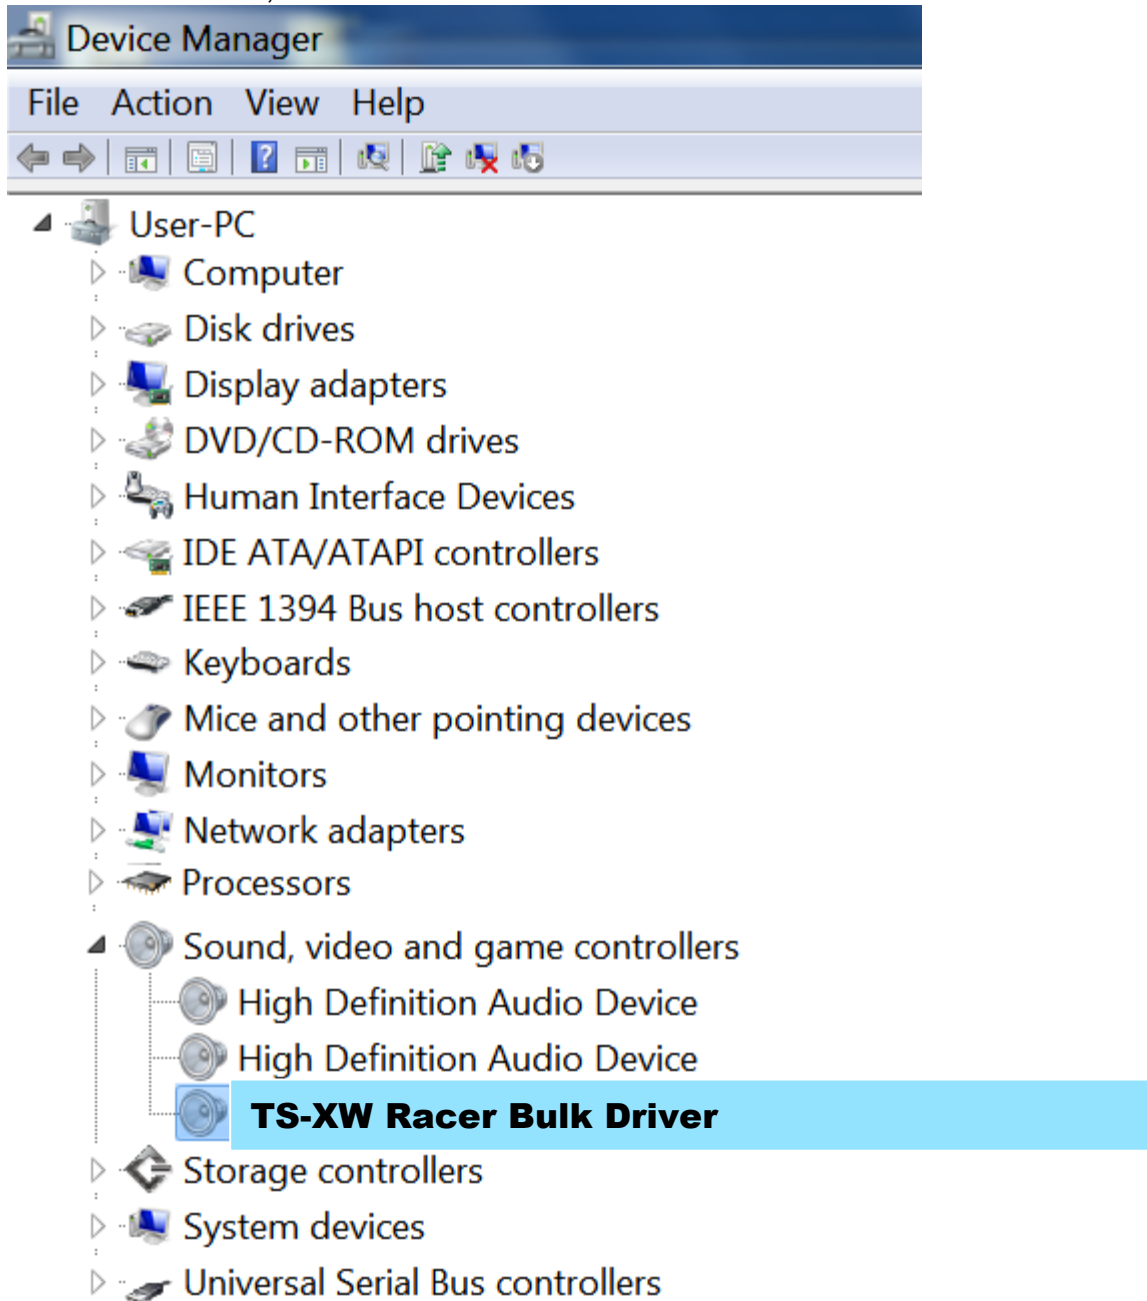 Device Manager
File Action View Help
User-PC
Computer
Disk drives
Display adapters
DVD/CD-ROM drives
Human Interface Devices
IDE ATA/ATAPI controllers
IEEE 1394 Bus host controllers
Keyboards
Mice and other pointing devices
Monitors
Network adapters
Processors
Sound, video and game controllers
High Definition Audio Device
High Definition Audio Device
TS-XW Racer Bulk Driver
Storage controllers
System devices
Universal Serial Bus controllers